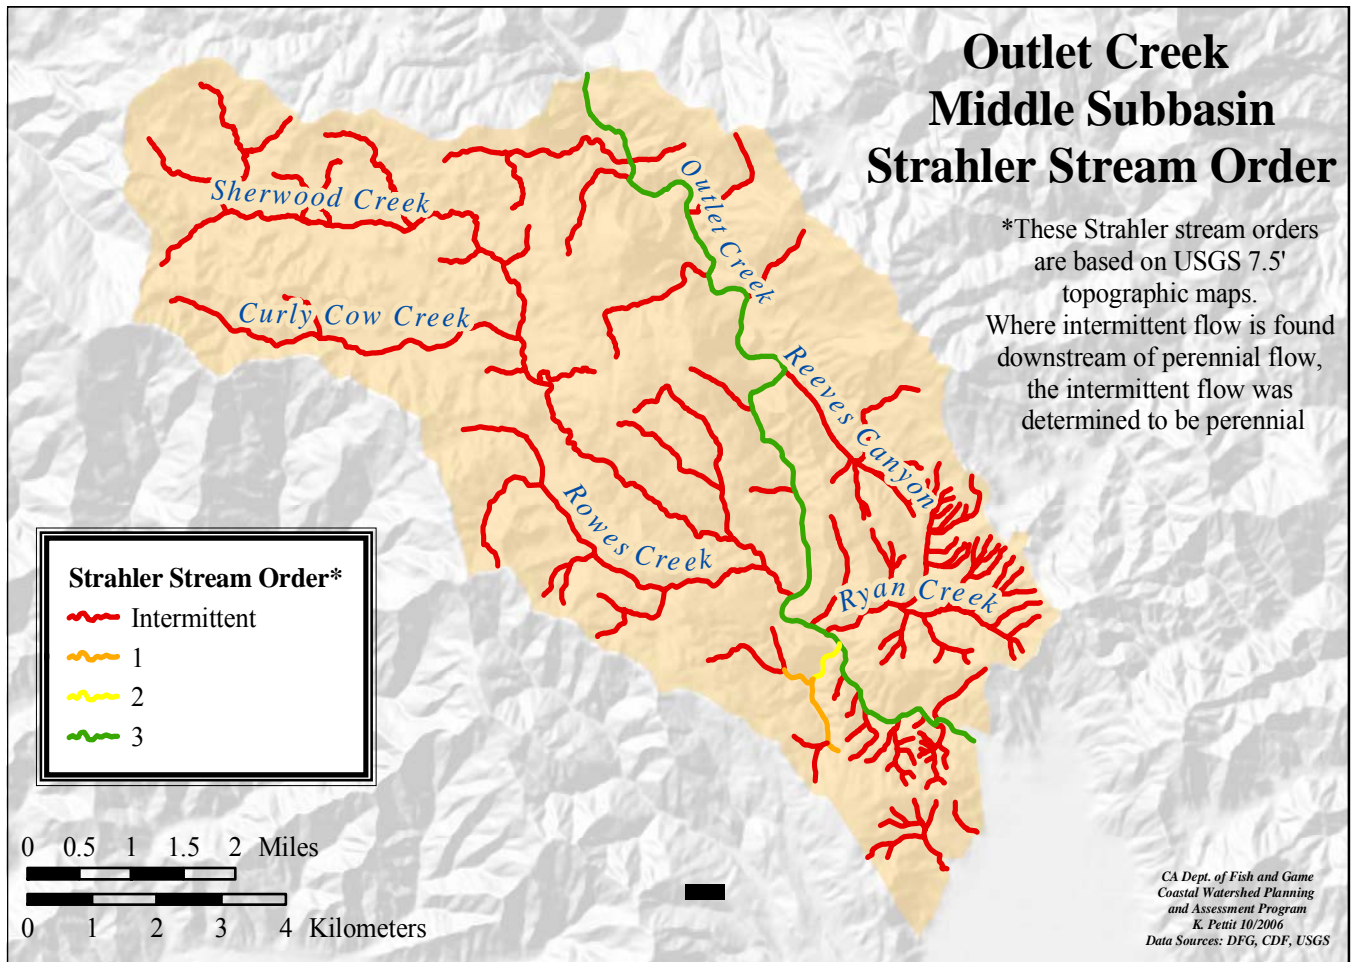 Outlet Creek
Middle Subbasin
Strahler Stream Order
*These Strahler stream orders
are based on USGS 7.5'
topographic maps.
Where intermittent flow is found
downstream of perennial flow,
the intermittent flow was
determined to be perennial
Sherwood Creek
Outlet Creek
Curly Cow Creek
Reeves Canyon
Rowes Creek
Ryan Creek
Strahler Stream Order*
Intermittent
1
2
3
0 0.5 1 1.5 2 Miles
0 1 2 3 4 Kilometers
CA Dept. of Fish and Game
Coastal Watershed Planning
and Assessment Program
K. Pettit 10/2006
Data Sources: DFG, CDF, USGS